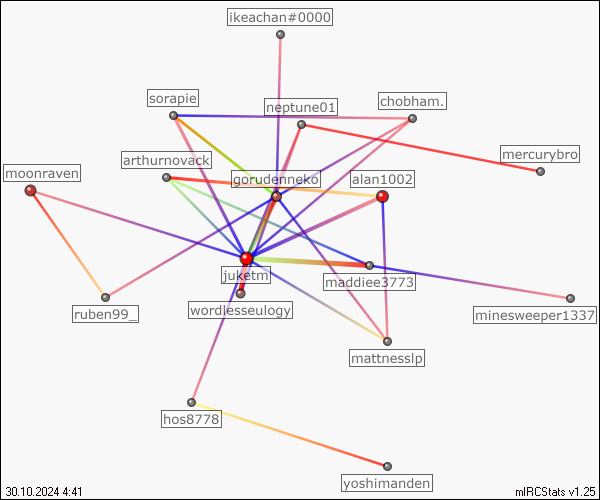 ikeachan#0000
sorapie
neptune01
chobham.
arthurnovack
mercurybro
moonraven
gorudenneko
alan1002
juketm
maddiee3773
ruben99_
wordlesseulogy
minesweeper1337
mattnesslp
hos8778
yoshimanden
30.10.2024 4:41
mIRCStats v1.25